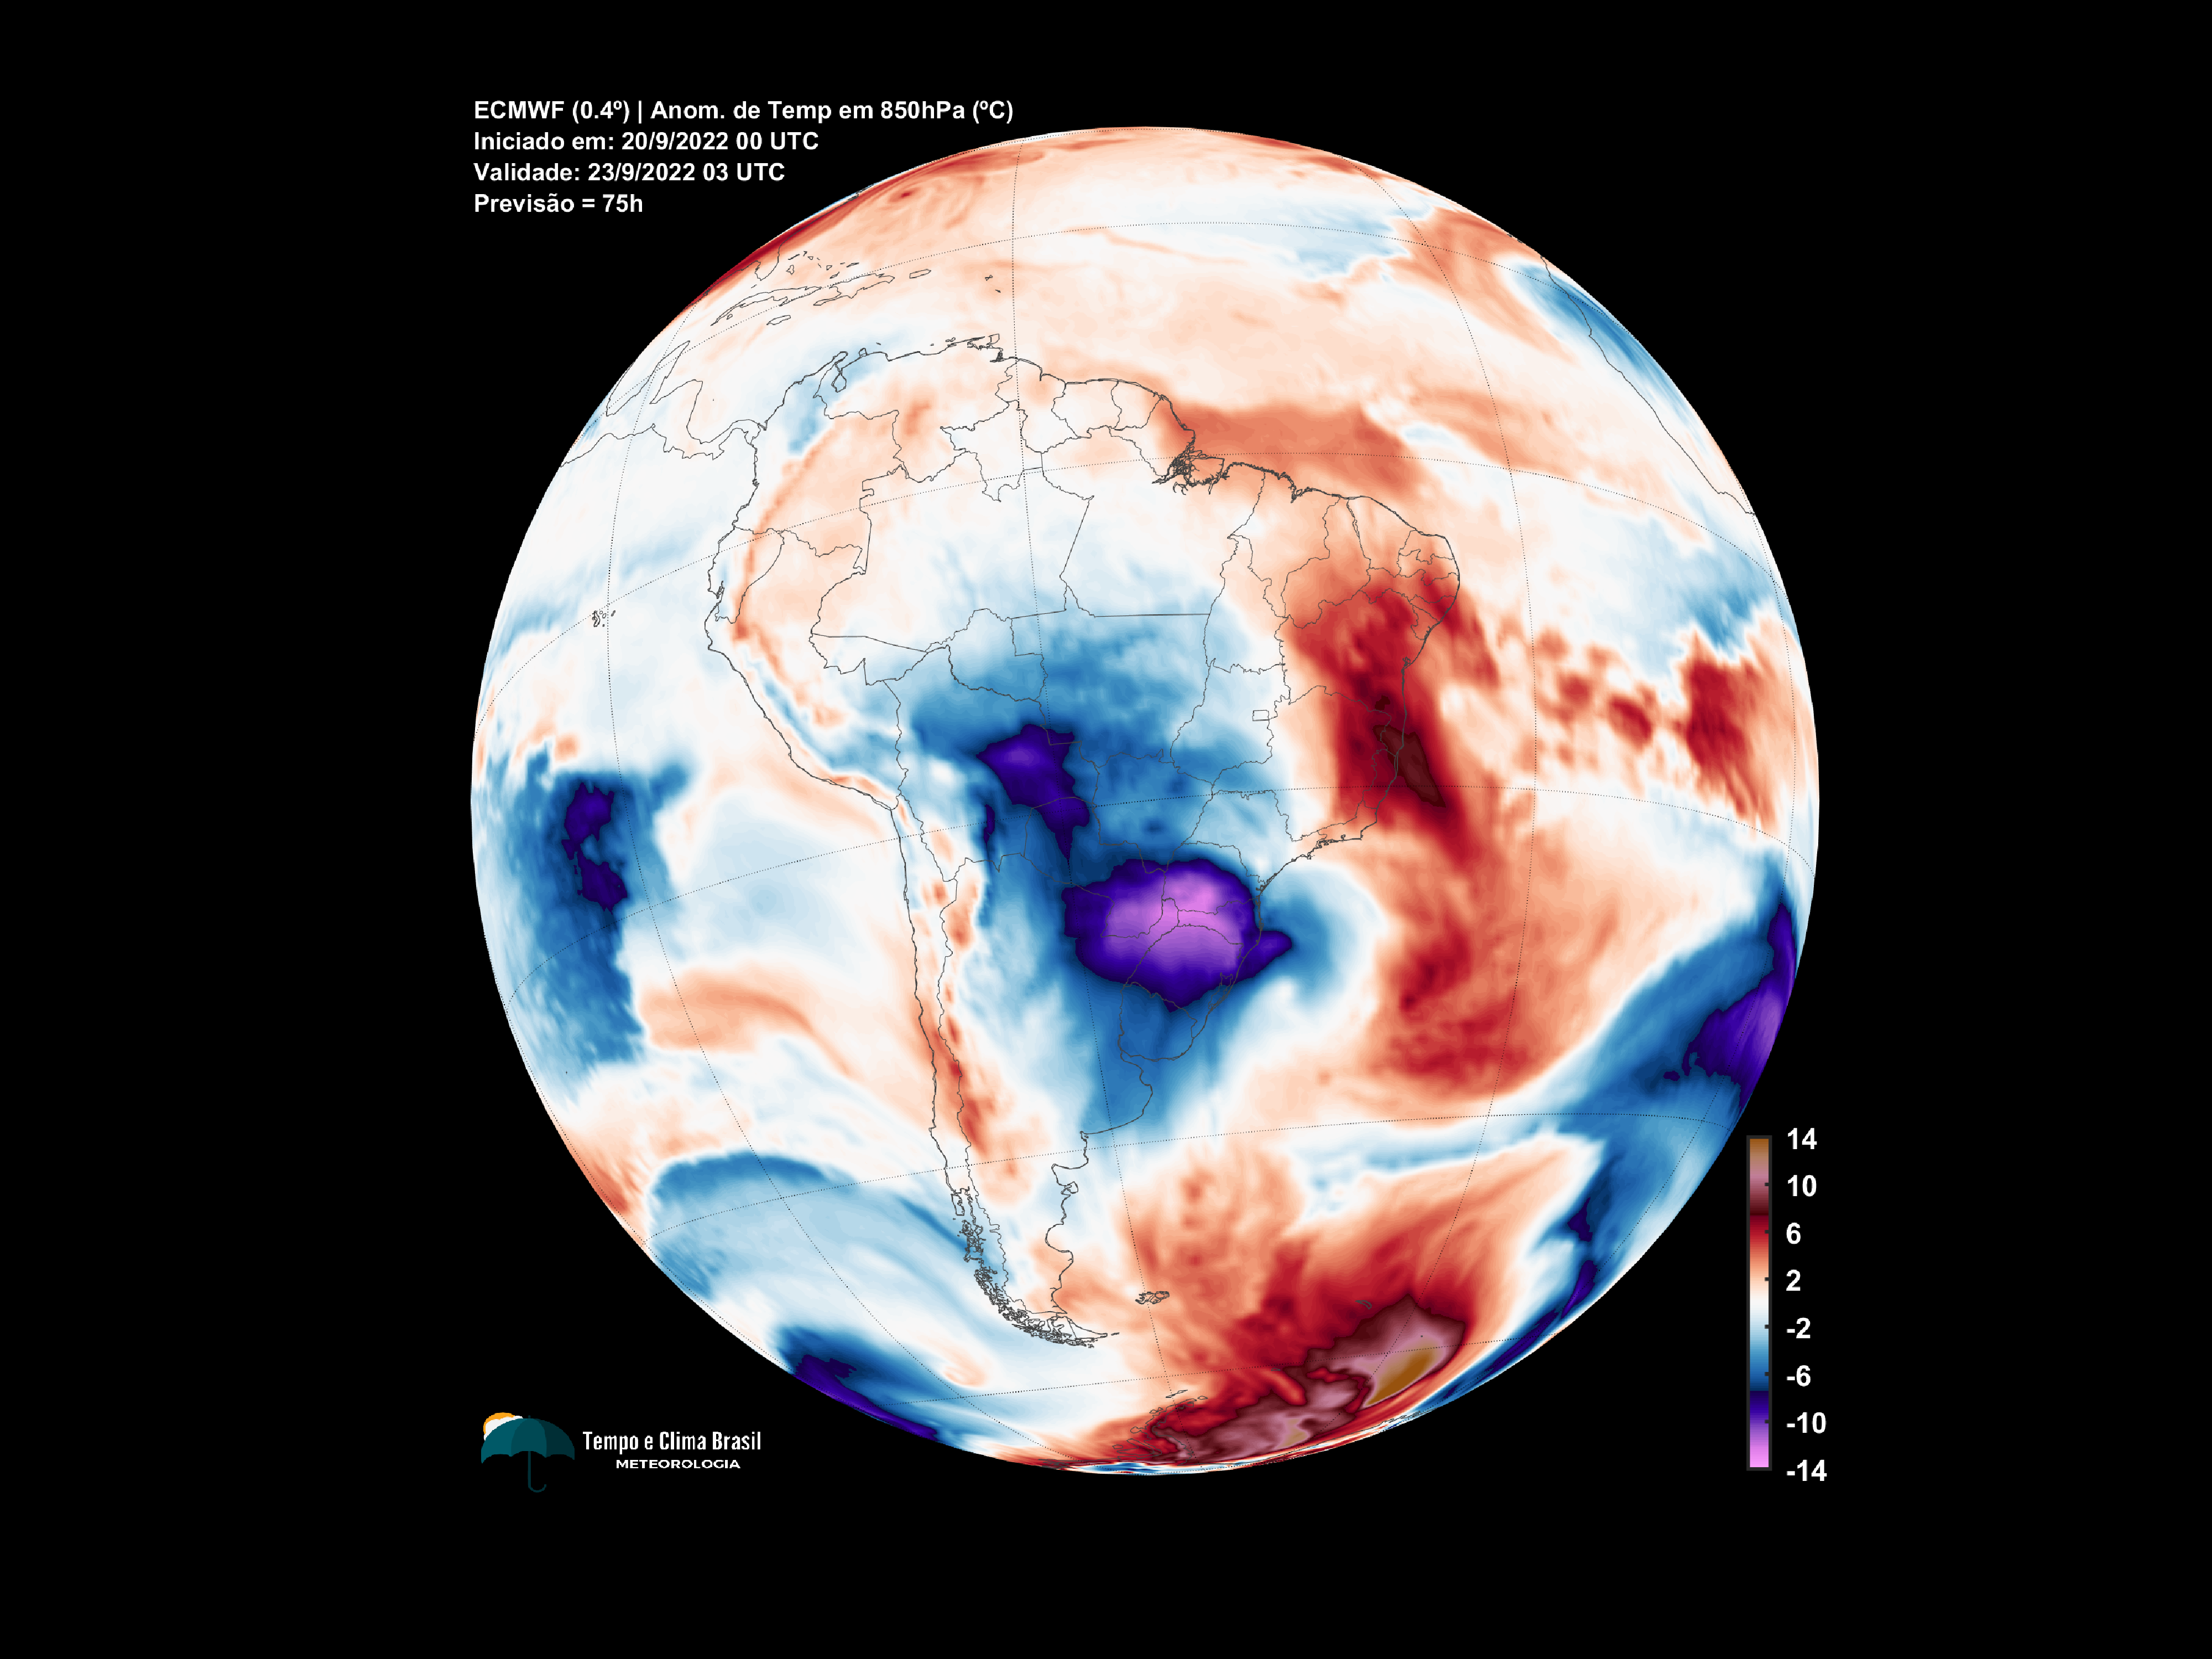 ECMWF (0.4º) | Anom. de Temp em 850hPa (ºC)
Iniciado em: 20/9/2022 00 UTC
Validade: 23/9/2022 03 UTC
Previsão = 75h
14
10
6
2
-2
-6
-10
-14
Tempo e Clima Brasil
METEOROLOGIA